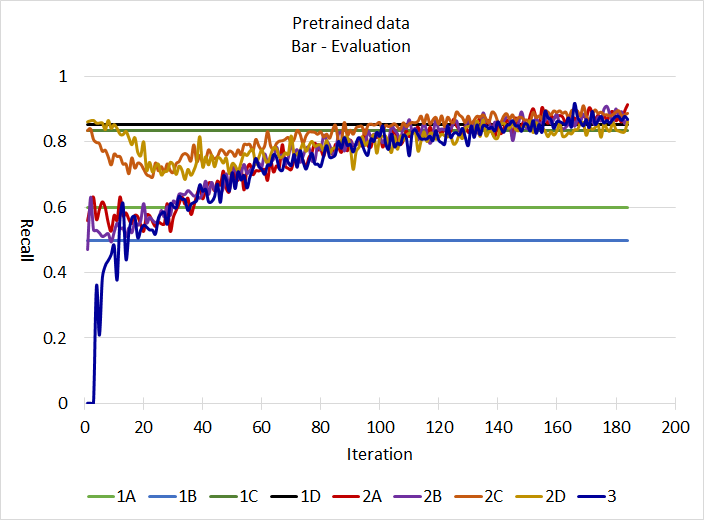 Pretrained data
Bar - Evaluation
1
0.8
0.6
0.4
0.2
0
Recall
0 20 40 60 80 100 120 140 160 180 200
Iteration
1A 1B 1C 1D 2A 2B 2C 2D 3